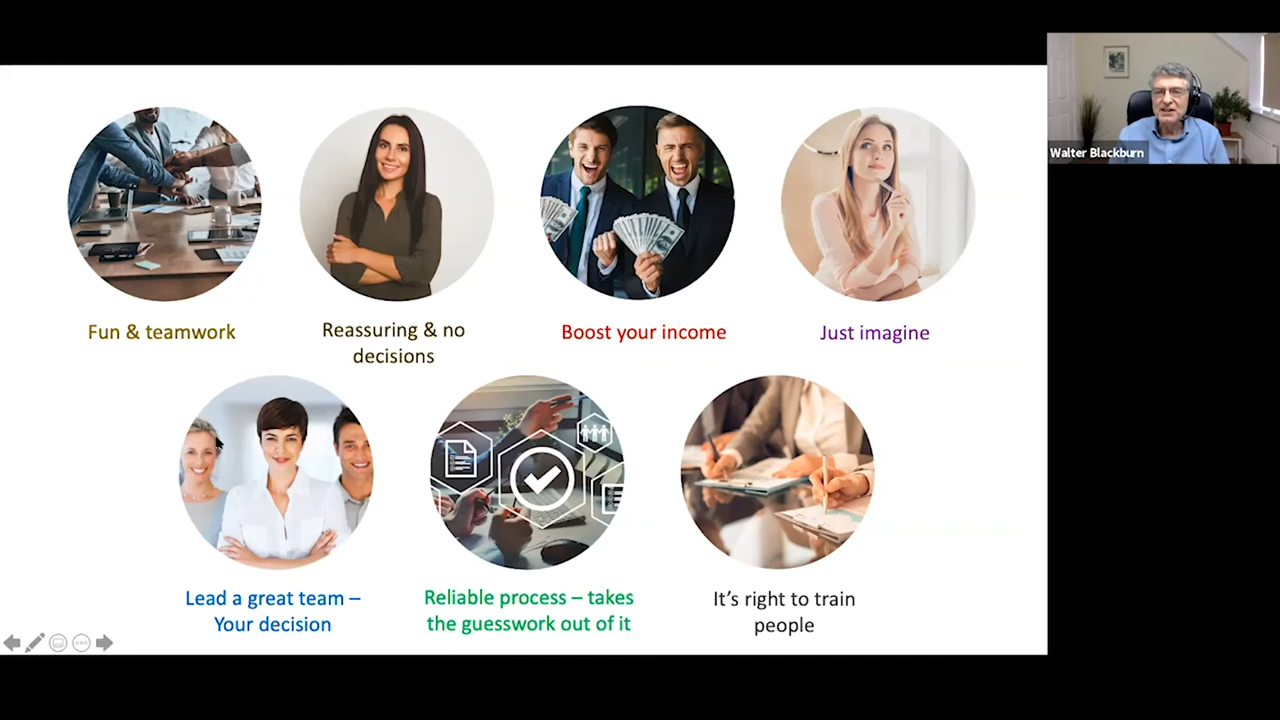 Walter Blackburn
Fun & teamwork
Reassuring & no
decisions
Boost your income
Just imagine
Lead a great team –
Your decision
Reliable process – takes
the guesswork out of it
It's right to train
people